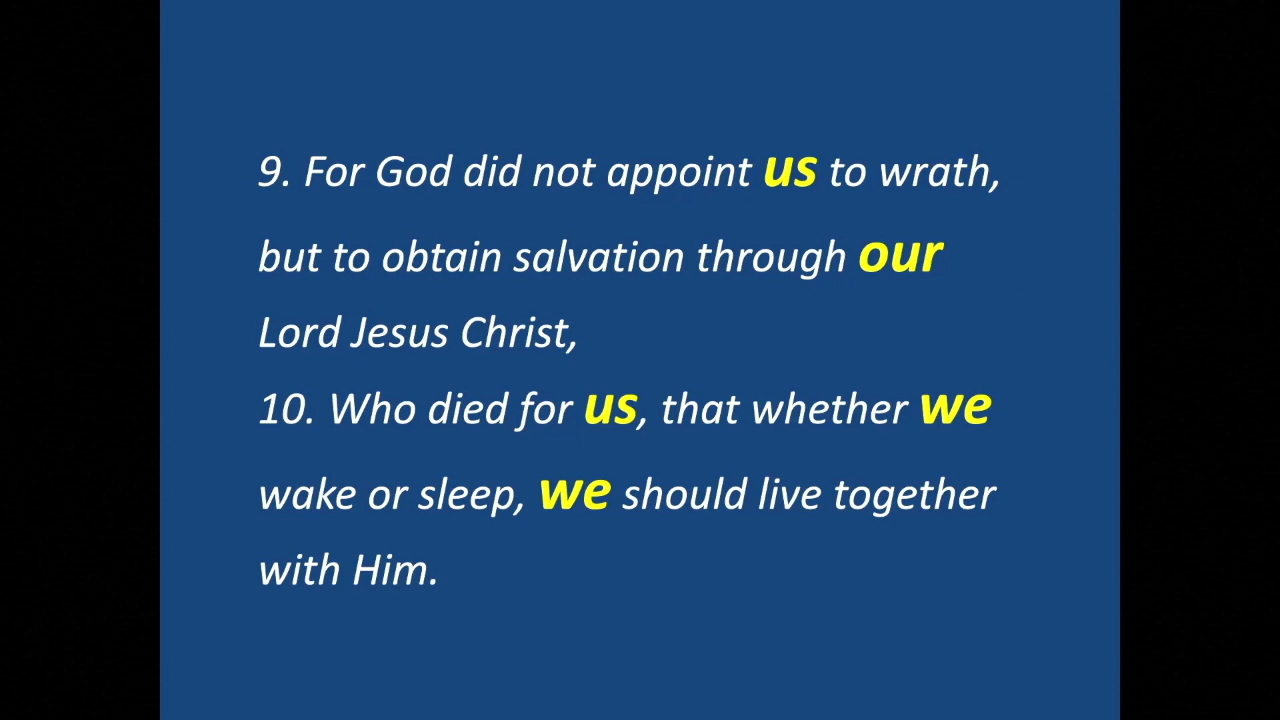 9. For God did not appoint us to wrath,
but to obtain salvation through our
Lord Jesus Christ,
10. Who died for us, that whether we
wake or sleep, we should live together
with Him.